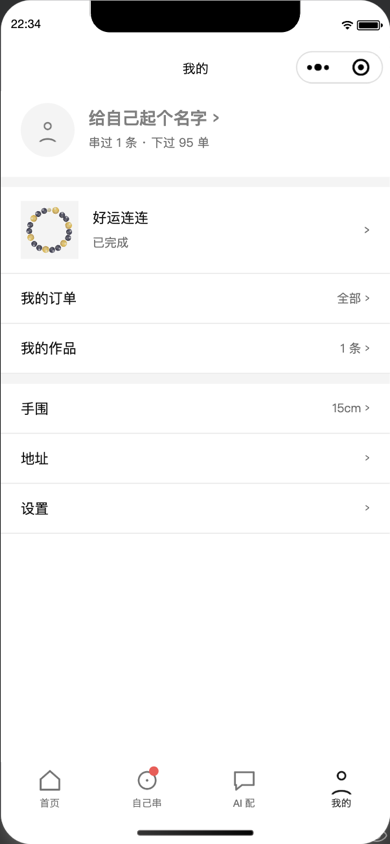 22:34
我的
给自己起个名字 >
串过 1 条 · 下过 95 单
好运连连
已完成
我的订单 全部 >
我的作品 1 条 >
手围 15cm >
地址 >
设置 >
首页 自己串 AI 配 我的